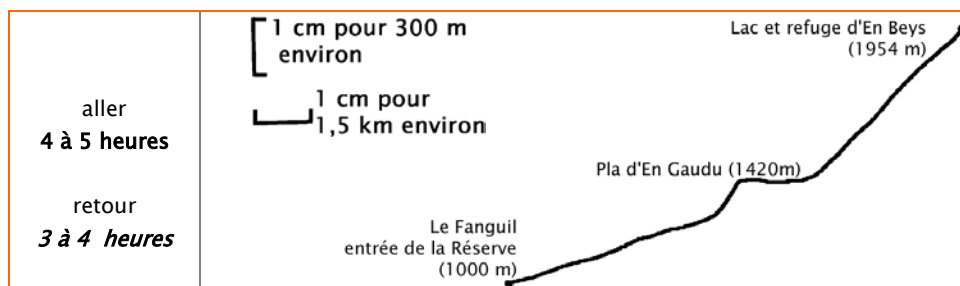 aller
4 à 5 heures
retour
3 à 4 heures
1 cm pour 300 m
environ
1 cm pour
1,5 km environ
Lac et refuge d'En Beys
(1954 m)
Pla d'En Gaudu (1420m)
Le Fanguil
entrée de la Réserve
(1000 m)